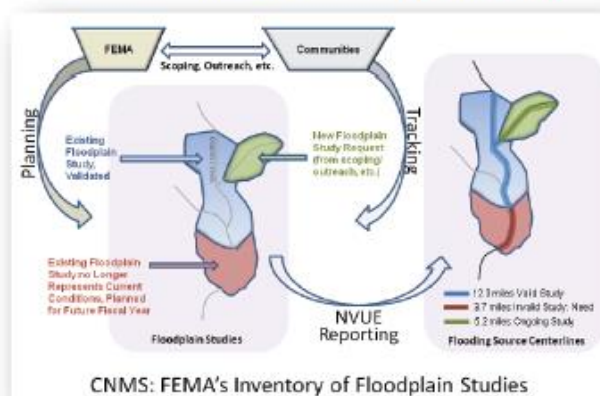 FEMA
Communities
Scoping, Outreach, etc.
Planning
Tracking
Existing
Floodplain
Study,
Validated
New Floodplain
Study Request
(from scoping/
outreach, etc.)
Existing Floodplain
Study no Longer
Represents Current
Conditions, Planned
for Future Fiscal Year
Floodplain Studies
NVUE
Reporting
miles Valid Study
miles Invalid Study: Need
miles Ongoing Study
Flooding Source Centerlines
CNMS: FEMA's Inventory of Floodplain Studies